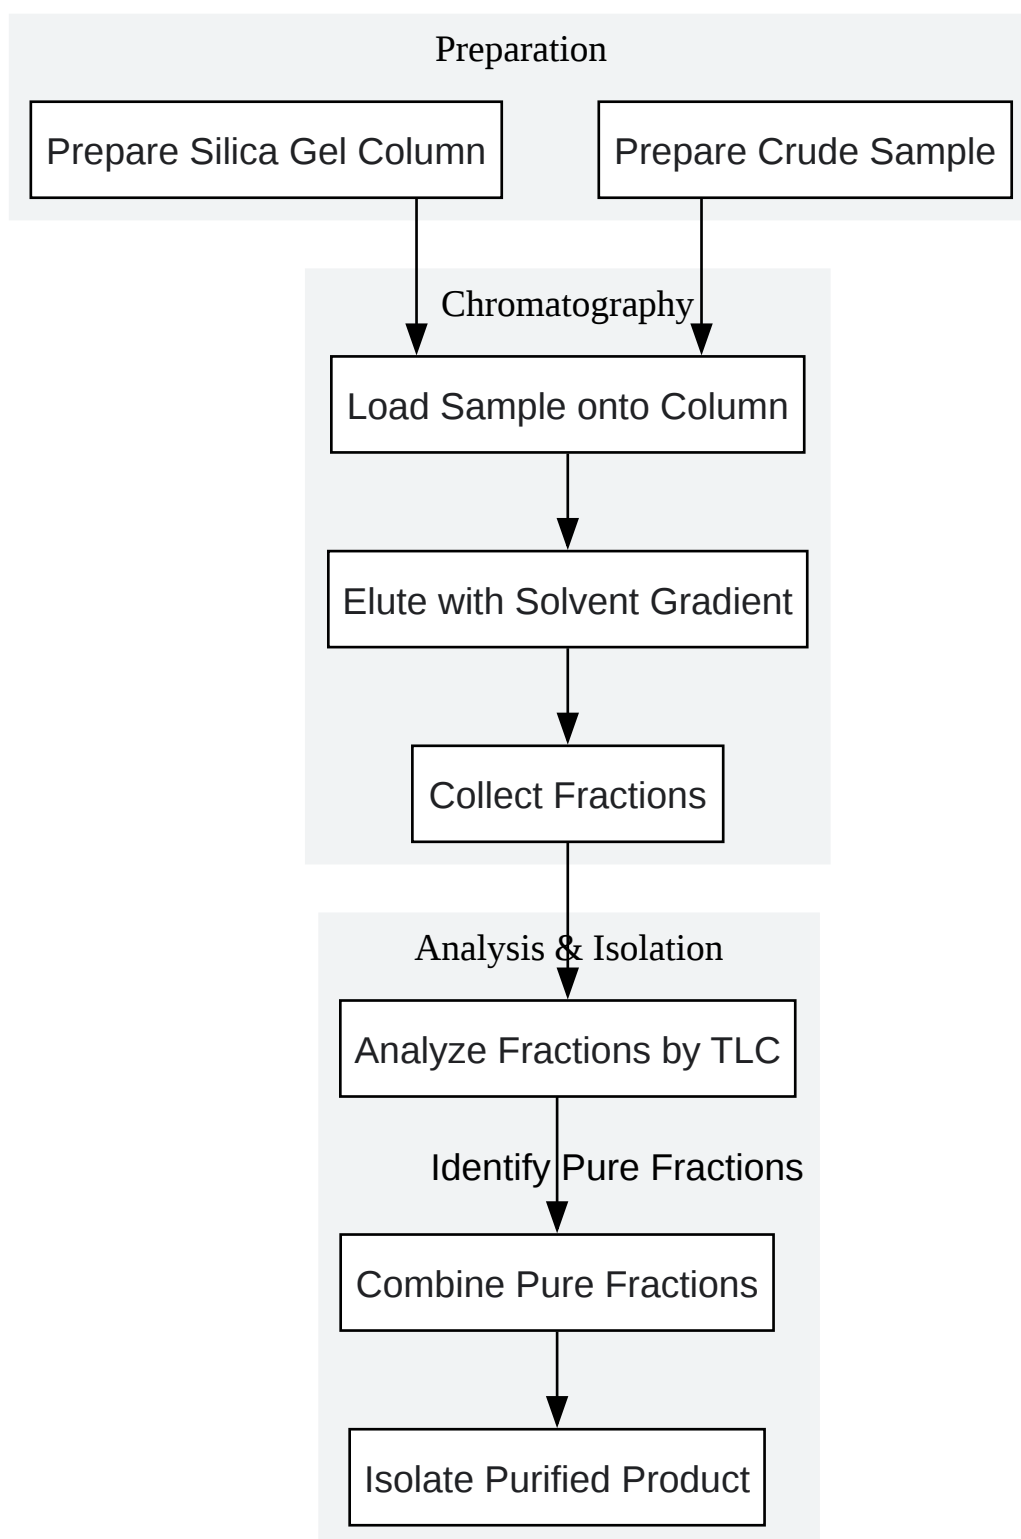 Preparation
Prepare Silica Gel Column
Prepare Crude Sample
Chromatography
Load Sample onto Column
Elute with Solvent Gradient
Collect Fractions
Analysis & Isolation
Analyze Fractions by TLC
Identify Pure Fractions
Combine Pure Fractions
Isolate Purified Product